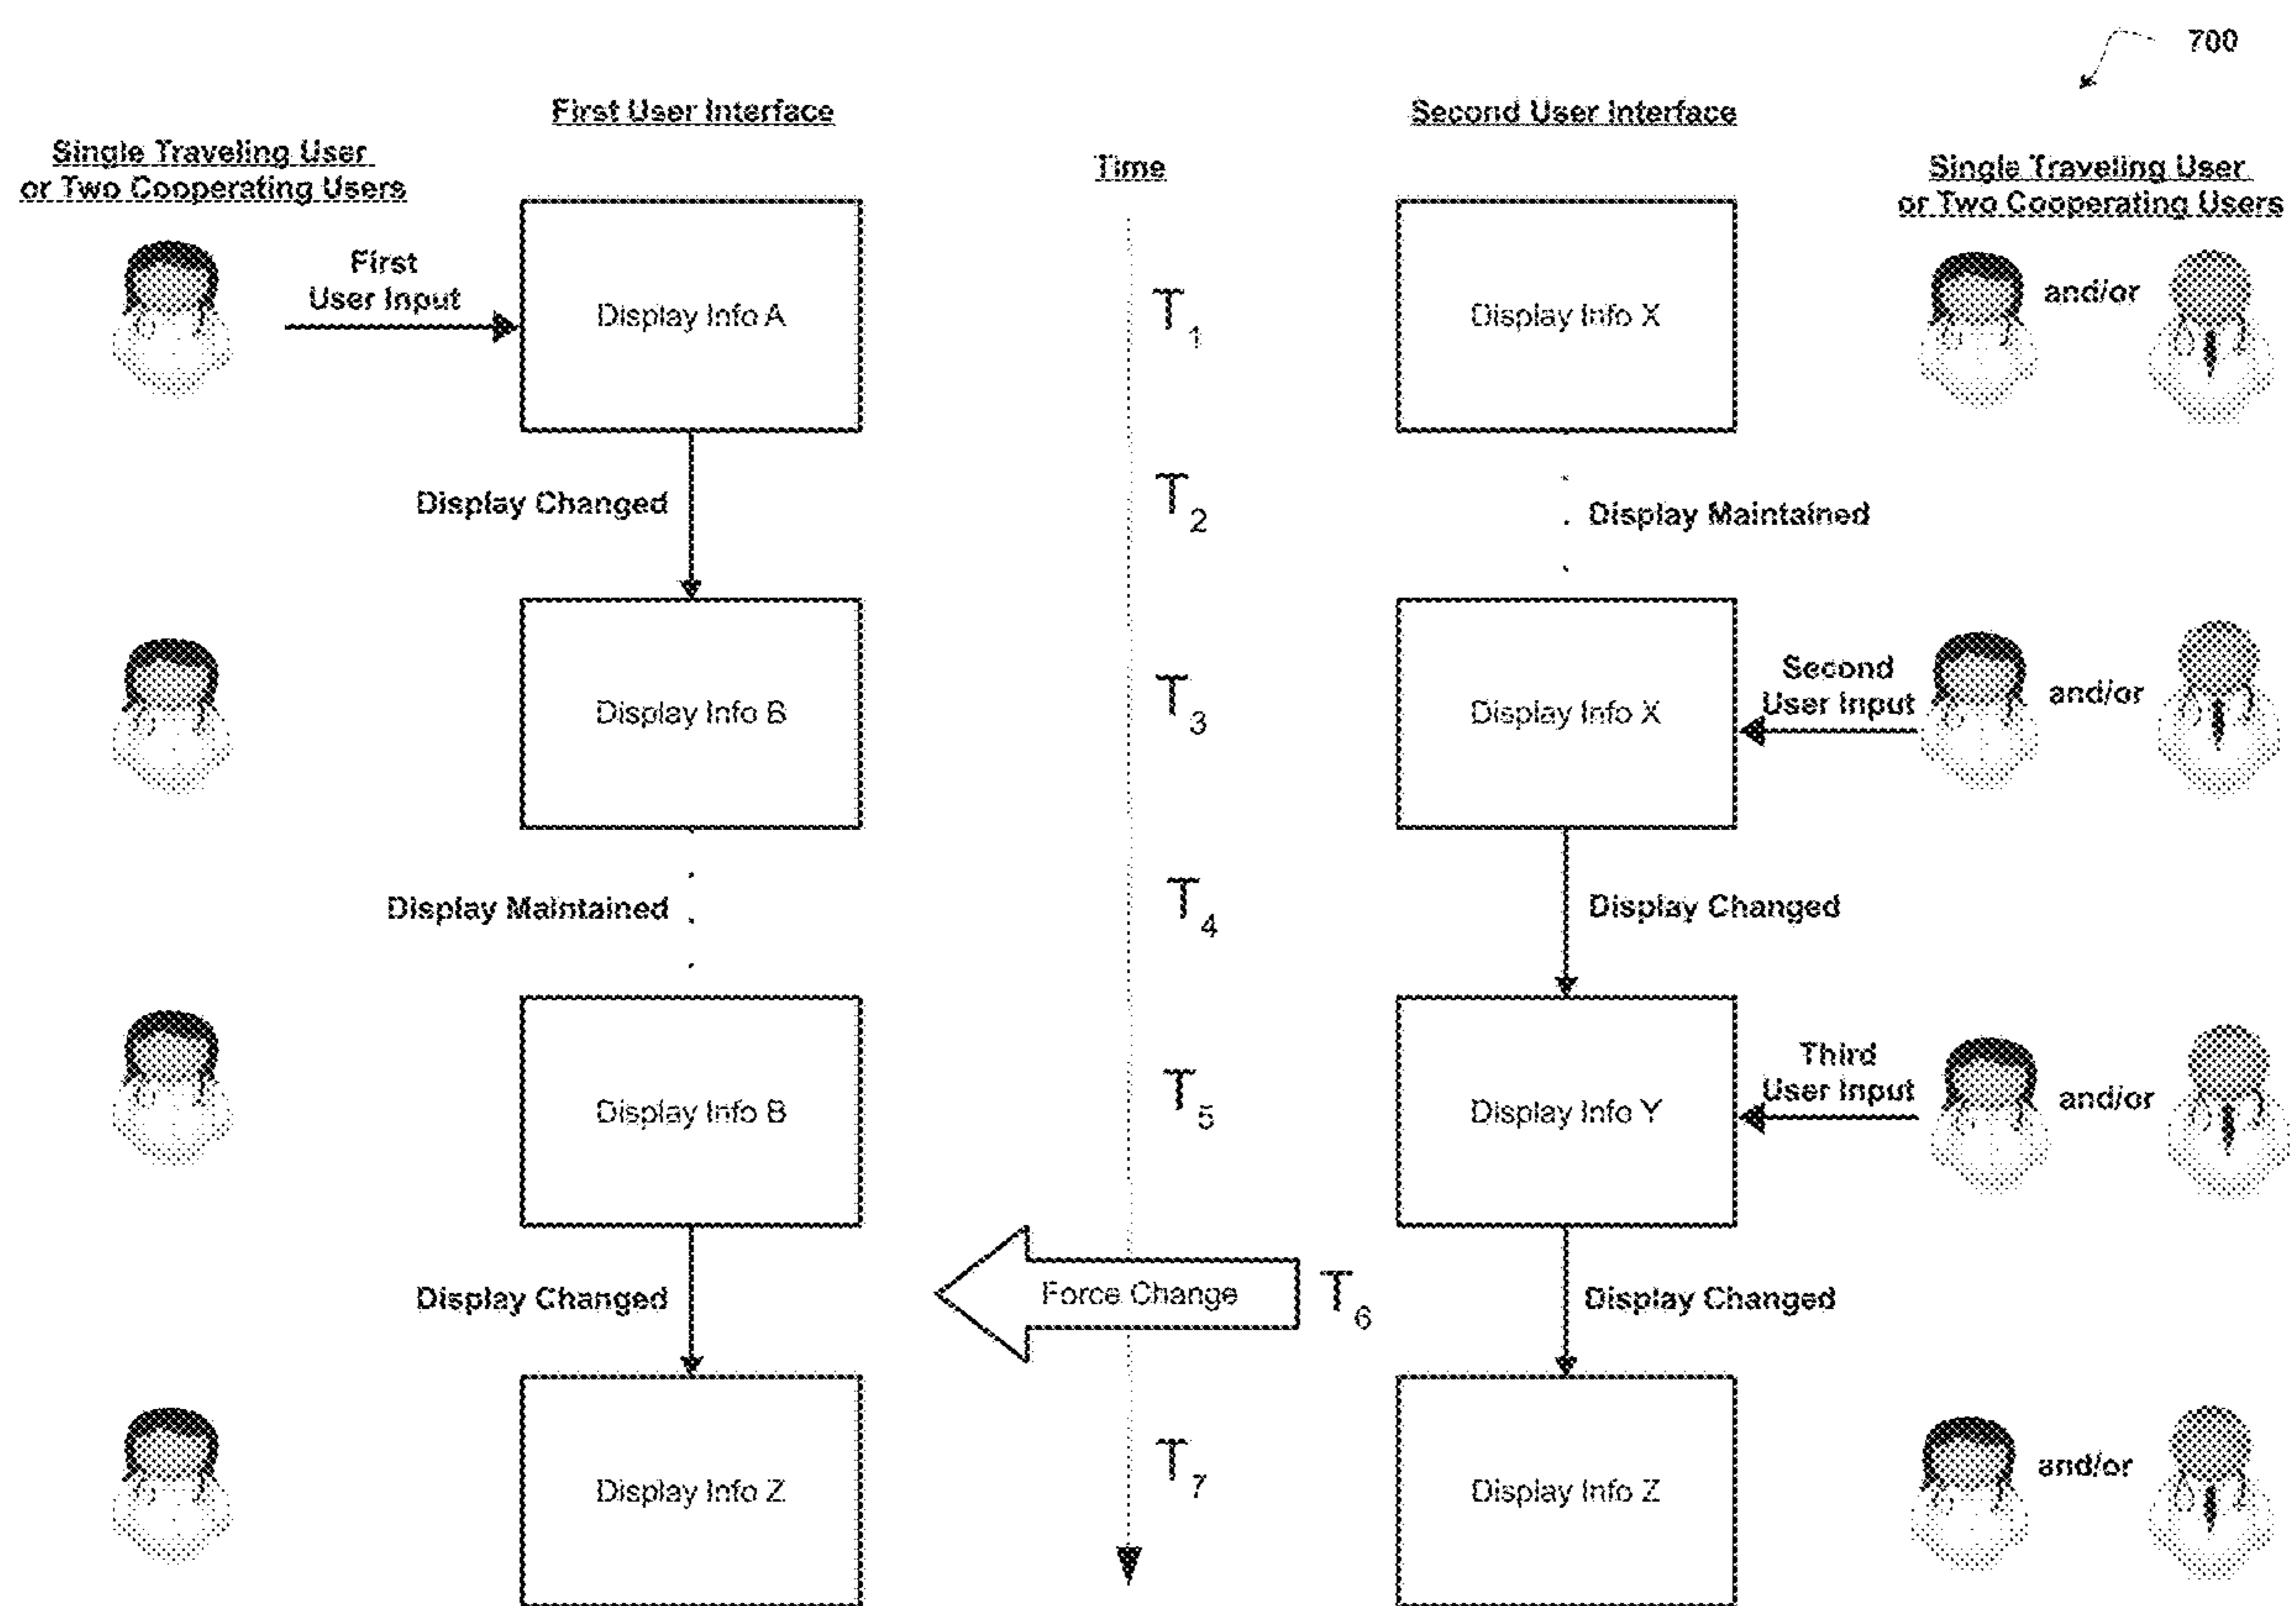 700
First User Interface
Second User Interface
Single Traveling User
or Two Cooperating Users
Time
Single Traveling User
or Two Cooperating Users
First
User Input
Display Info A
T1
Display Info X
and/or
Display Changed
T2
Display Maintained
Display Info B
T3
Display Info X
Second
User Input
and/or
Display Maintained
T4
Display Changed
Display Info B
T5
Display Info Y
Third
User Input
and/or
Display Changed
Force Change
T6
Display Changed
Display Info Z
T7
Display Info Z
and/or